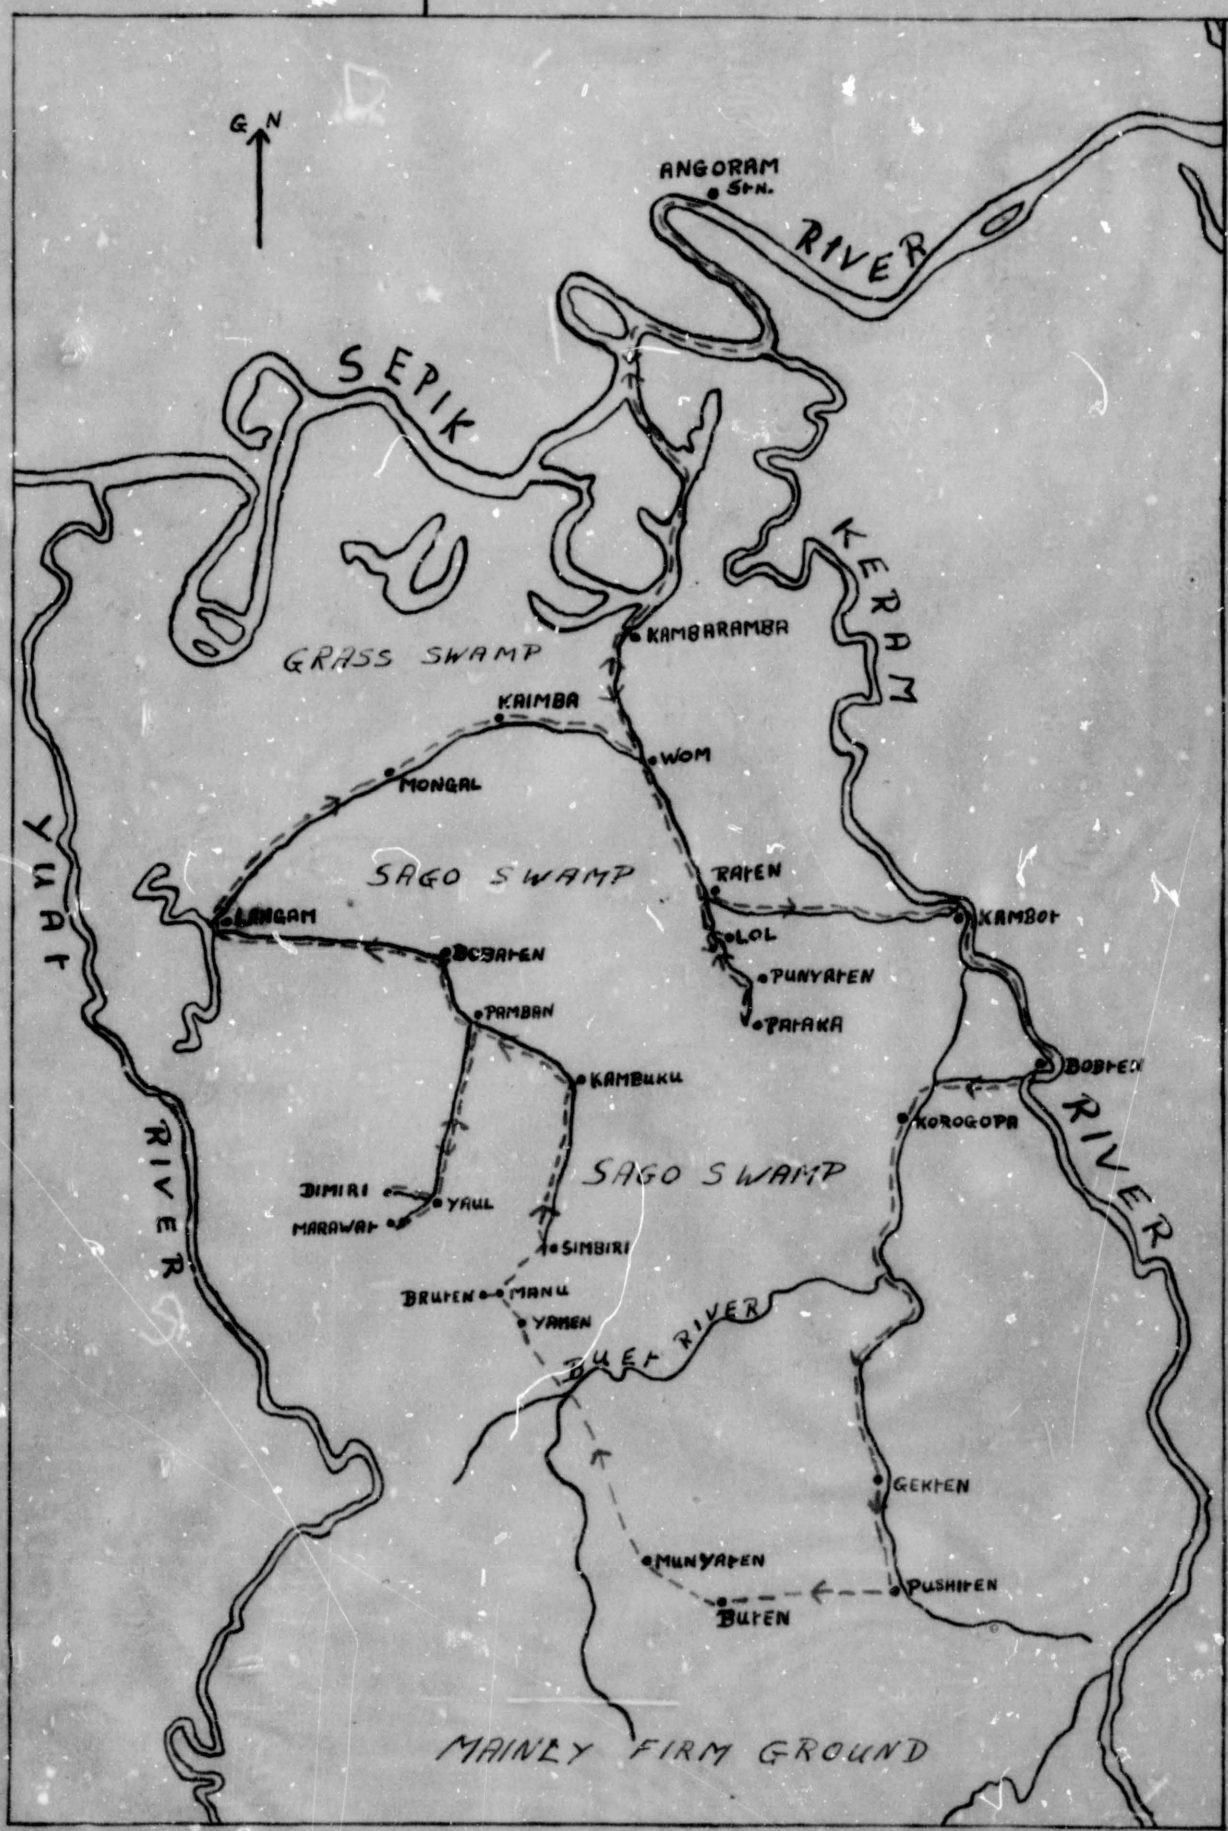 G N
ANGORAM
STN.
RIVER
SEPIK
KERAM
KAMBARAMBA
GRASS SWAMP
KAIMBA
WOM
MONGAL
YUAT
SAGO SWAMP
RATEN
LANGAM
KAMBOT
LOL
BOBATEN
PUNYATEN
PAMBAN
PATAKA
BOBTEN
KAMBUKU
KOROGOPA
RIVER
RIVER
SAGO SWAMP
DIMIRI
YAUL
MARAWAT
SIMBIRI
BRUTEN
MANU
YAMEN
BUET RIVER
GEKTEN
MUNYATEN
PUSHITEN
BUTEN
MAINLY FIRM GROUND